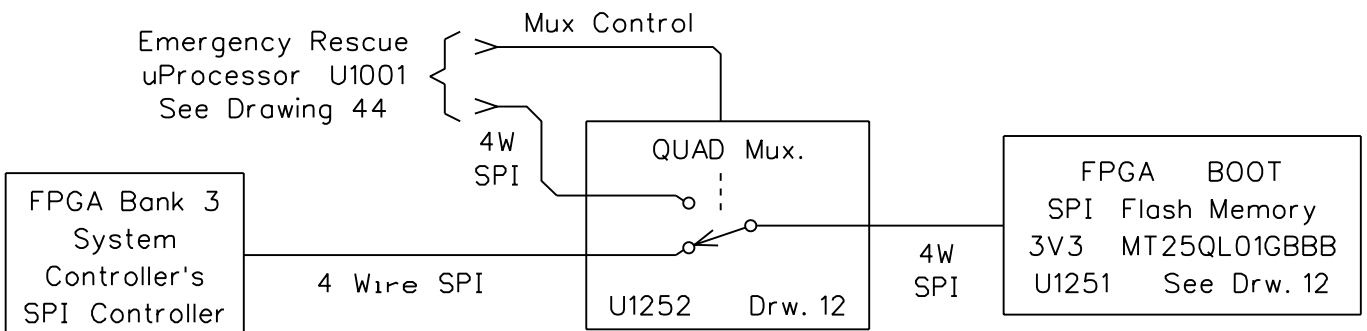 Mux Control
Emergency Rescue
uProcessor U1001
See Drawing 44
4W
SPI
QUAD Mux.
FPGA BOOT
SPI Flash Memory
3V3 MT25QL01GBBB
U1251 See Drw. 12
FPGA Bank 3
System
Controller's
SPI Controller
4 Wire SPI
4W
SPI
U1252 Drw. 12